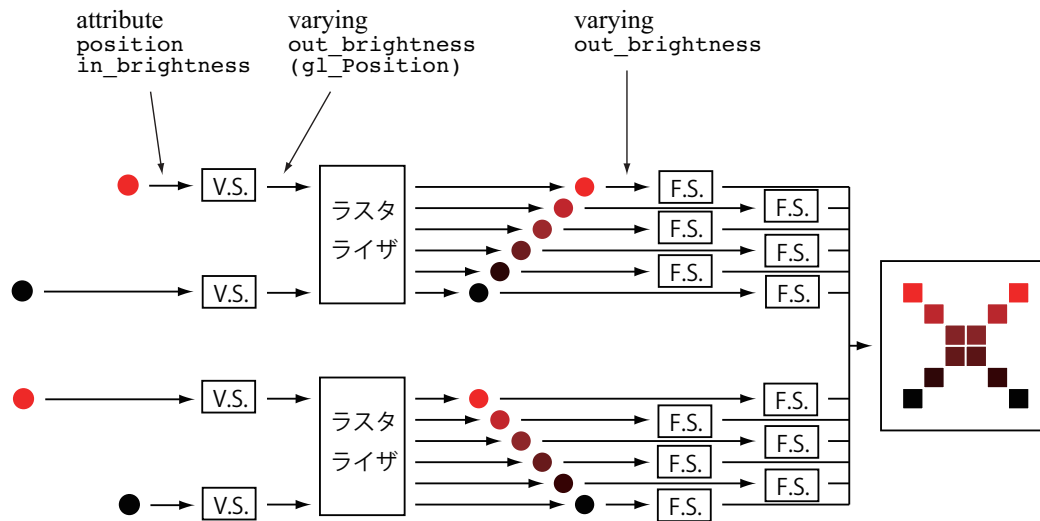 attribute
position
in_brightness
varying
out_brightness
(gl_Position)
varying
out_brightness
V.S.
ラスタ
ライザ
F.S.
F.S.
F.S.
F.S.
F.S.
F.S.
V.S.
V.S.
ラスタ
ライザ
F.S.
F.S.
F.S.
F.S.
F.S.
F.S.
V.S.